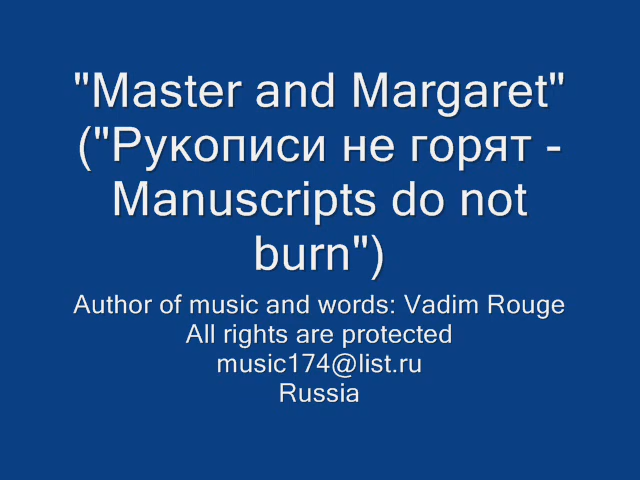 "Master and Margaret"
("Рукописи не горят -
Manuscripts do not
burn")
Author of music and words: Vadim Rouge
All rights are protected
music174@list.ru
Russia